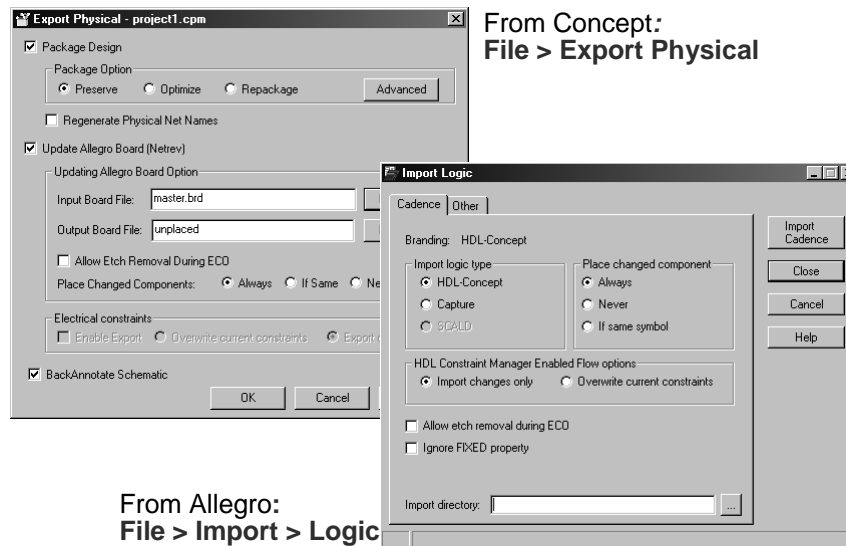 Export Physical - project1.cpm
From Concept:
File > Export Physical
Package Design
Package Option
Preserve Optimize Repackage Advanced
Regenerate Physical Net Names
Update Allegro Board (Netrev)
Updating Allegro Board Option
Input Board File: master.brd
Output Board File: unplaced
Allow Etch Removal During ECO
Place Changed Components: Always If Same Ne
Electrical constraints
Enable Export Overwrite current constraints Export
BackAnnotate Schematic
OK Cancel
Import Logic
Cadence Other
Branding: HDL-Concept
Import logic type
HDL-Concept
Capture
SCALD
Place changed component
Always
Never
If same symbol
HDL Constraint Manager Enabled Flow options
Import changes only Overwrite current constraints
Allow etch removal during ECO
Ignore FIXED property
Import directory: ...
Import
Cadence
Close
Cancel
Help
From Allegro:
File > Import > Logic